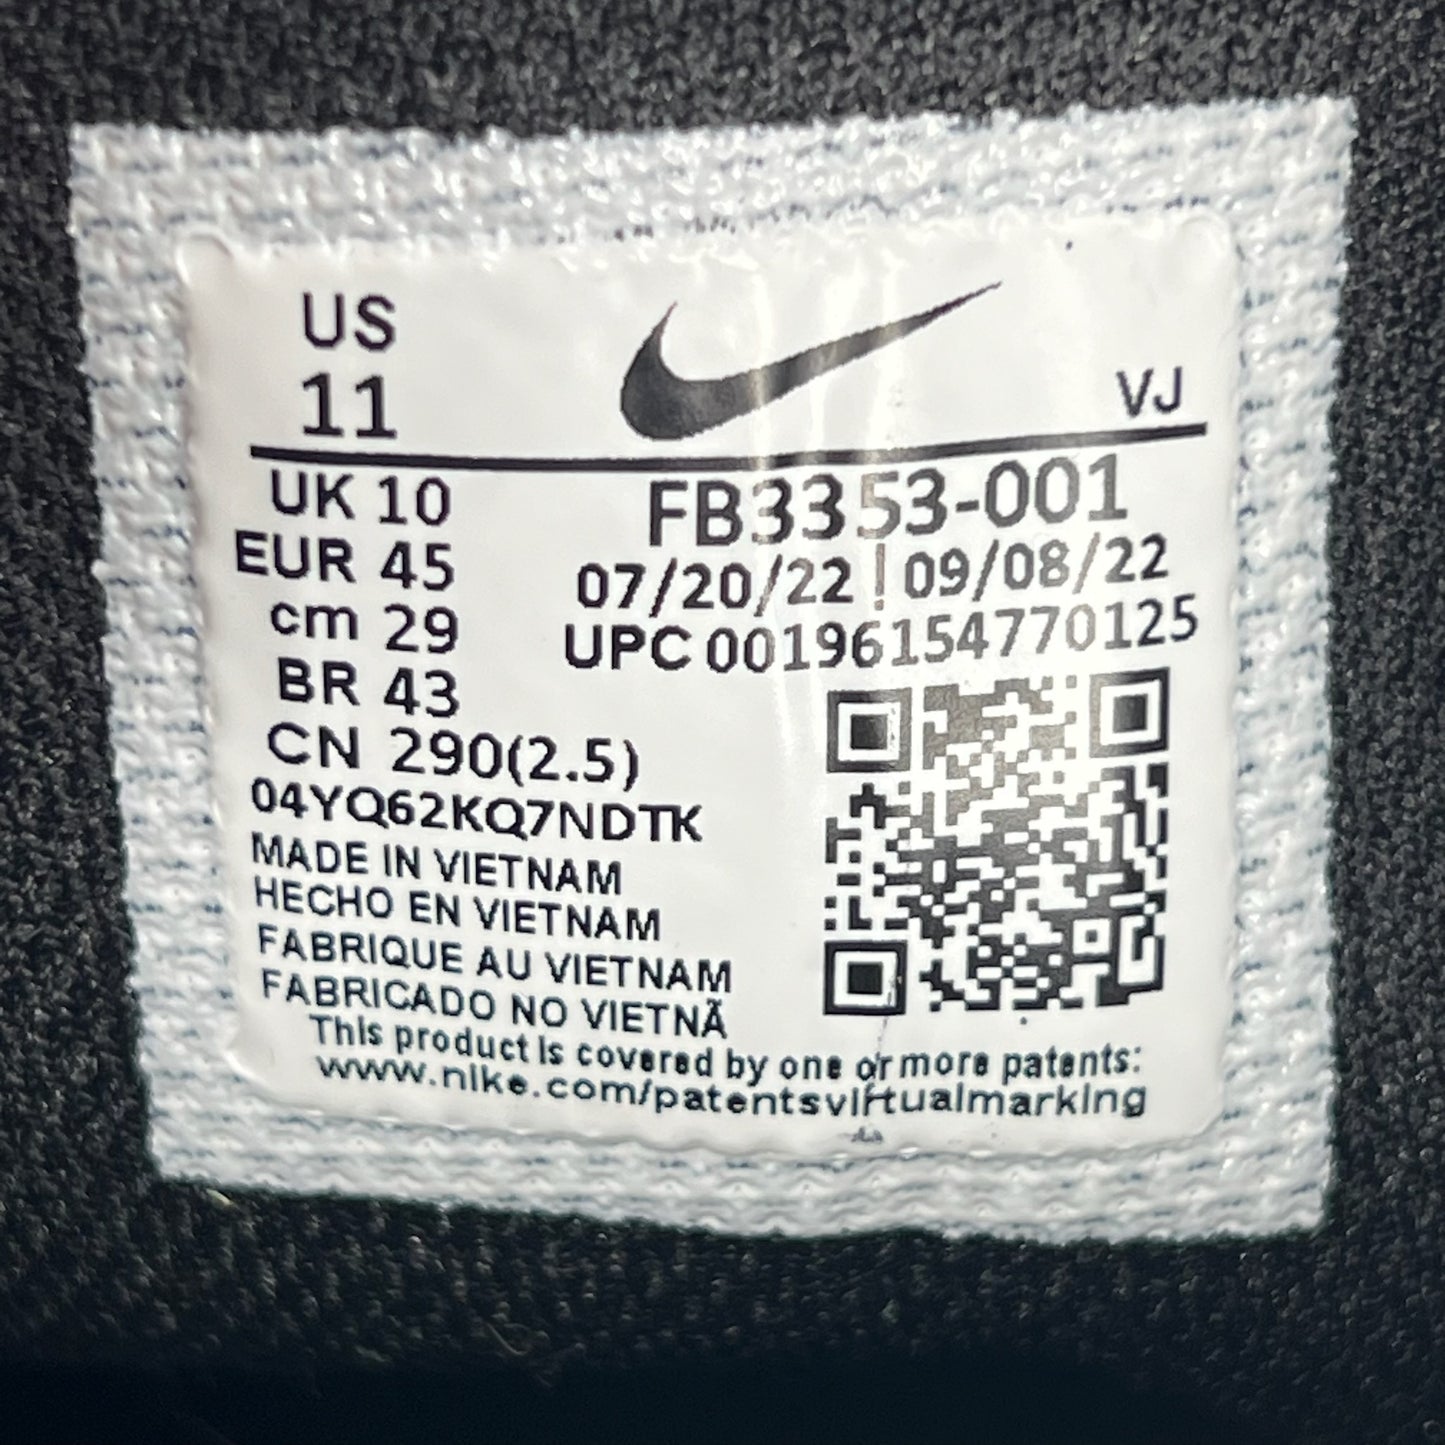 US
11
VJ
UK 10
EUR 45
cm 29
BR 43
CN 290(2.5)
FB3353-001
07/20/22 | 09/08/22
UPC 00196154770125
04YQ62KQ7NDTK
MADE IN VIETNAM
HECHO EN VIETNAM
FABRIQUE AU VIETNAM
FABRICADO NO VIETNÃ
This product is covered by one or more patents:
www.nike.com/patentsvirtualmarking